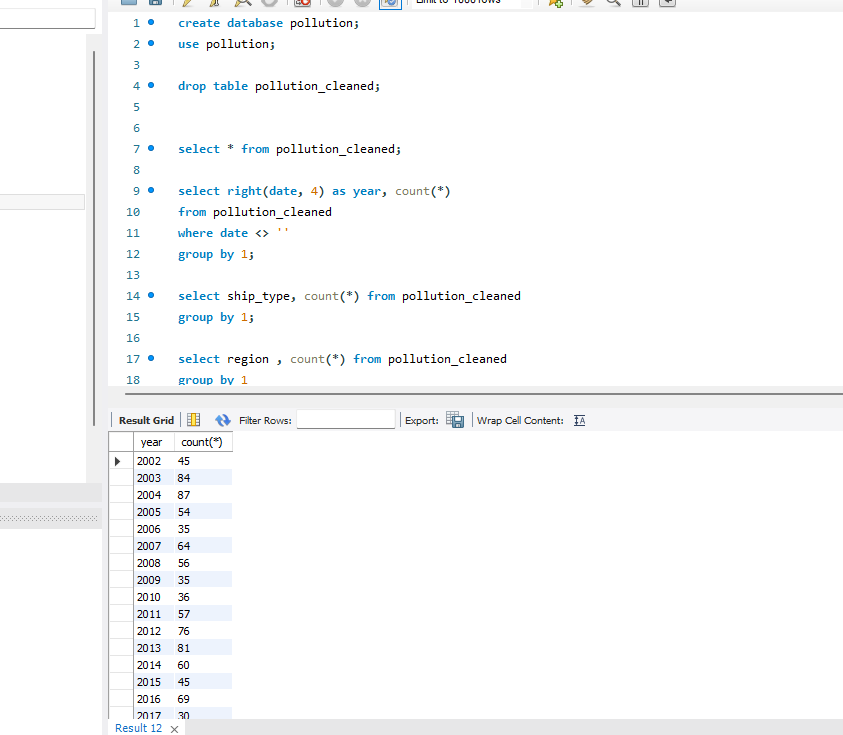 Limit to 1000 rows
1 create database pollution;
2 use pollution;
3
4 drop table pollution_cleaned;
5
6
7 select * from pollution_cleaned;
8
9 select right(date, 4) as year, count(*)
10 from pollution_cleaned
11 where date <> ''
12 group by 1;
13
14 select ship_type, count(*) from pollution_cleaned
15 group by 1;
16
17 select region , count(*) from pollution_cleaned
18 group by 1
Result Grid Filter Rows: Export: Wrap Cell Content: IA
year count(*)
2002 45
2003 84
2004 87
2005 54
2006 35
2007 64
2008 56
2009 35
2010 36
2011 57
2012 76
2013 81
2014 60
2015 45
2016 69
2017 30
Result 12